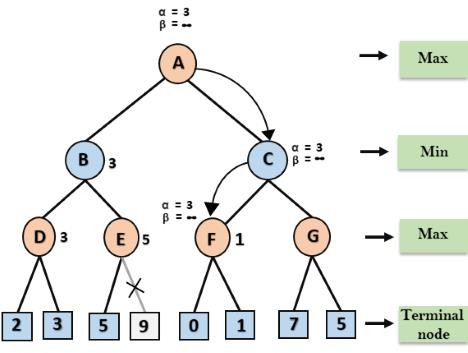 α = 3
β = ∞
A
Max
B
3
C
α = 3
β = ∞
Min
α = 3
β = ∞
D
3
E
5
F
1
G
Max
2
3
5
9
0
1
7
5
Terminal
node